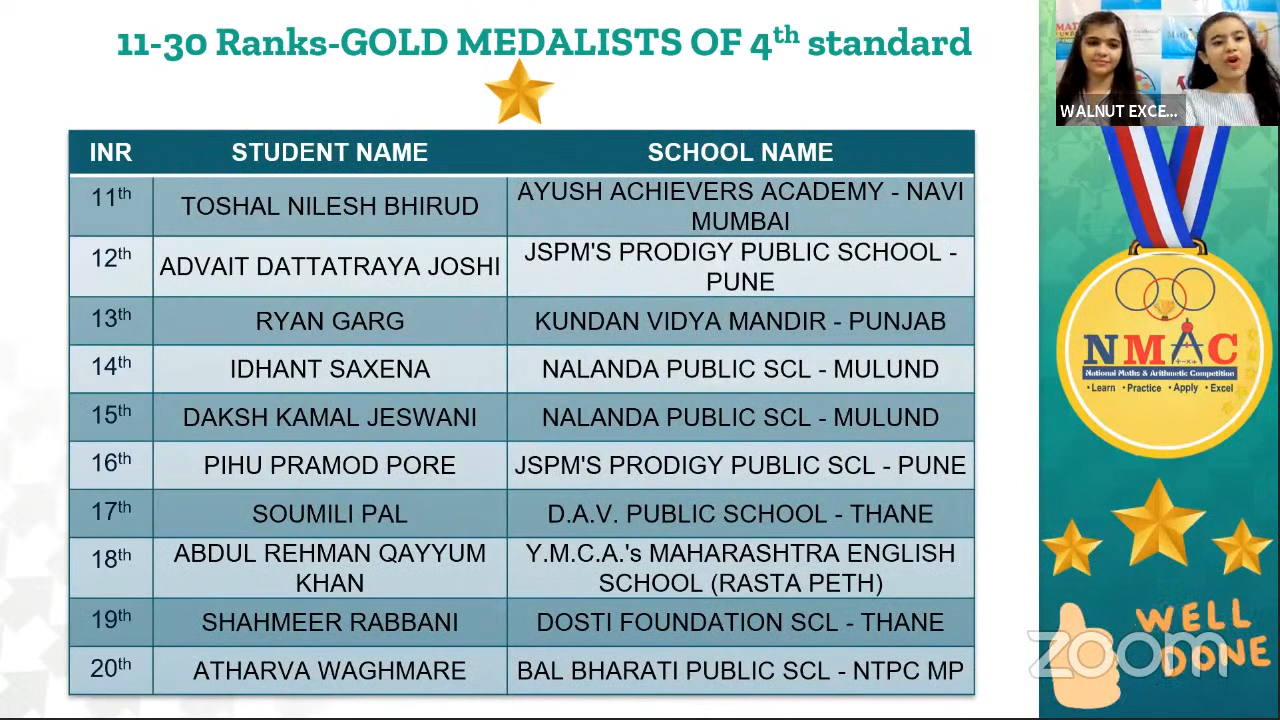 11-30 Ranks-GOLD MEDALISTS OF 4th standard
INR STUDENT NAME SCHOOL NAME
11th TOSHAL NILESH BHIRUD AYUSH ACHIEVERS ACADEMY - NAVI
MUMBAI
12th ADVAIT DATTATRAYA JOSHI JSPM'S PRODIGY PUBLIC SCHOOL -
PUNE
13th RYAN GARG KUNDAN VIDYA MANDIR - PUNJAB
14th IDHANT SAXENA NALANDA PUBLIC SCL - MULUND
15th DAKSH KAMAL JESWANI NALANDA PUBLIC SCL - MULUND
16th PIHU PRAMOD PORE JSPM'S PRODIGY PUBLIC SCL - PUNE
17th SOUMILI PAL D.A.V. PUBLIC SCHOOL - THANE
18th ABDUL REHMAN QAYYUM
KHAN
Y.M.C.A.'s MAHARASHTRA ENGLISH
SCHOOL (RASTA PETH)
19th SHAHMEER RABBANI DOSTI FOUNDATION SCL - THANE
20th ATHARVA WAGHMARE BAL BHARATI PUBLIC SCL - NTPC MP
WALNUT EXCE...
NMAC
National Maths & Arithmetic Competition
•Learn •Practice •Apply •Excel
WELL
DONE
zoom